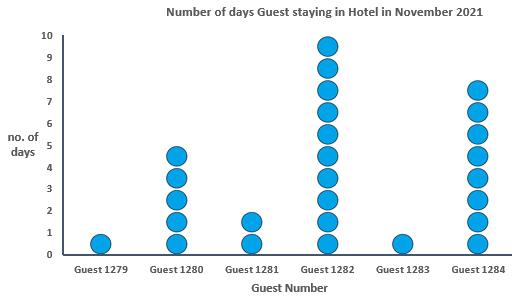 Number of days Guest staying in Hotel in November 2021
10
9
8
7
6
5
4
3
2
1
0
no. of
days
Guest 1279 Guest 1280 Guest 1281 Guest 1282 Guest 1283 Guest 1284
Guest Number